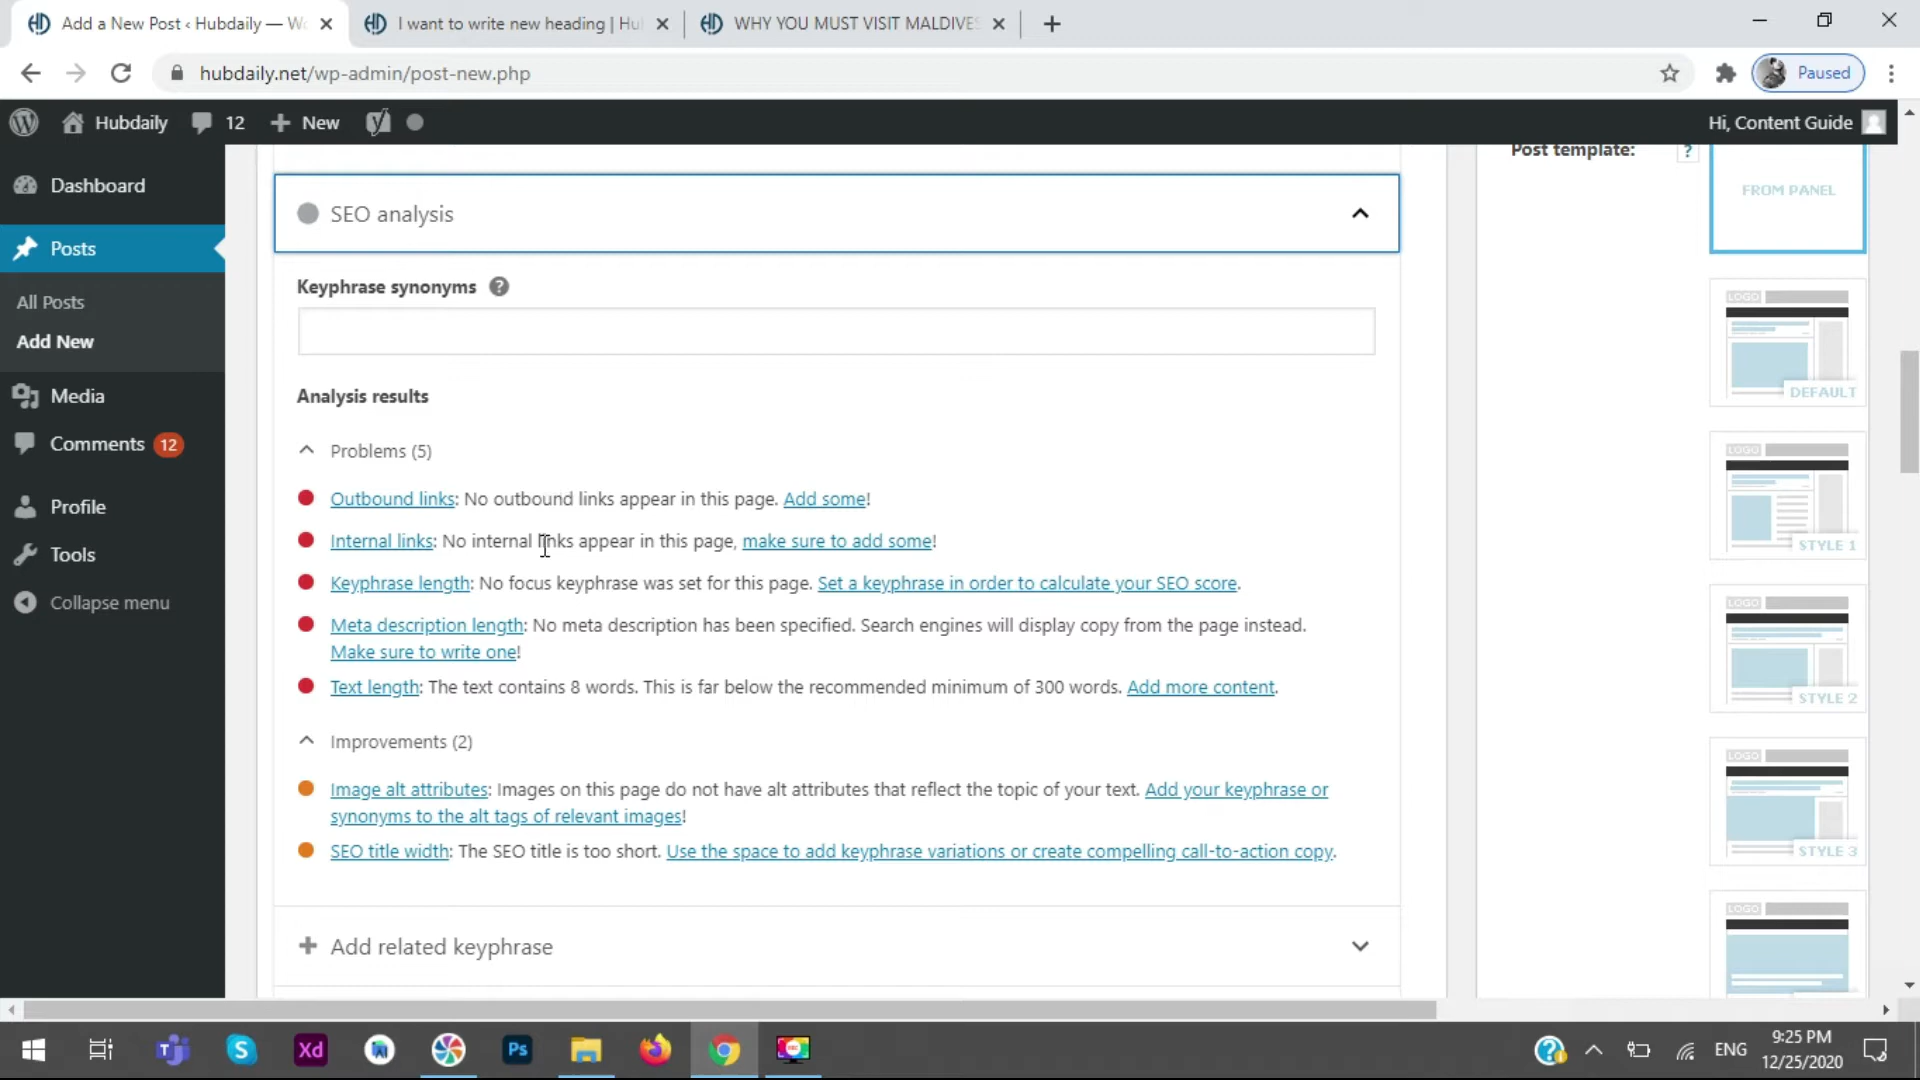 Add a New Post ‹ Hubdaily — Wo
I want to write new heading | Hu
WHY YOU MUST VISIT MALDIVES
hubdaily.net/wp-admin/post-new.php
Paused
Hubdaily
12
New
Hi, Content Guide
Dashboard
Posts
All Posts
Add New
Media
Comments 12
Profile
Tools
Collapse menu
SEO analysis
Keyphrase synonyms ?
Analysis results
Problems (5)
Outbound links: No outbound links appear in this page. Add some!
Internal links: No internal links appear in this page, make sure to add some!
Keyphrase length: No focus keyphrase was set for this page. Set a keyphrase in order to calculate your SEO score.
Meta description length: No meta description has been specified. Search engines will display copy from the page instead.
Make sure to write one!
Text length: The text contains 8 words. This is far below the recommended minimum of 300 words. Add more content.
Improvements (2)
Image alt attributes: Images on this page do not have alt attributes that reflect the topic of your text. Add your keyphrase or
synonyms to the alt tags of relevant images!
SEO title width: The SEO title is too short. Use the space to add keyphrase variations or create compelling call-to-action copy.
Add related keyphrase
Post template: ?
FROM PANEL
LOGO
DEFAULT
LOGO
STYLE 1
LOGO
STYLE 2
LOGO
STYLE 3
LOGO
Xd
Ps
ENG
9:25 PM
12/25/2020